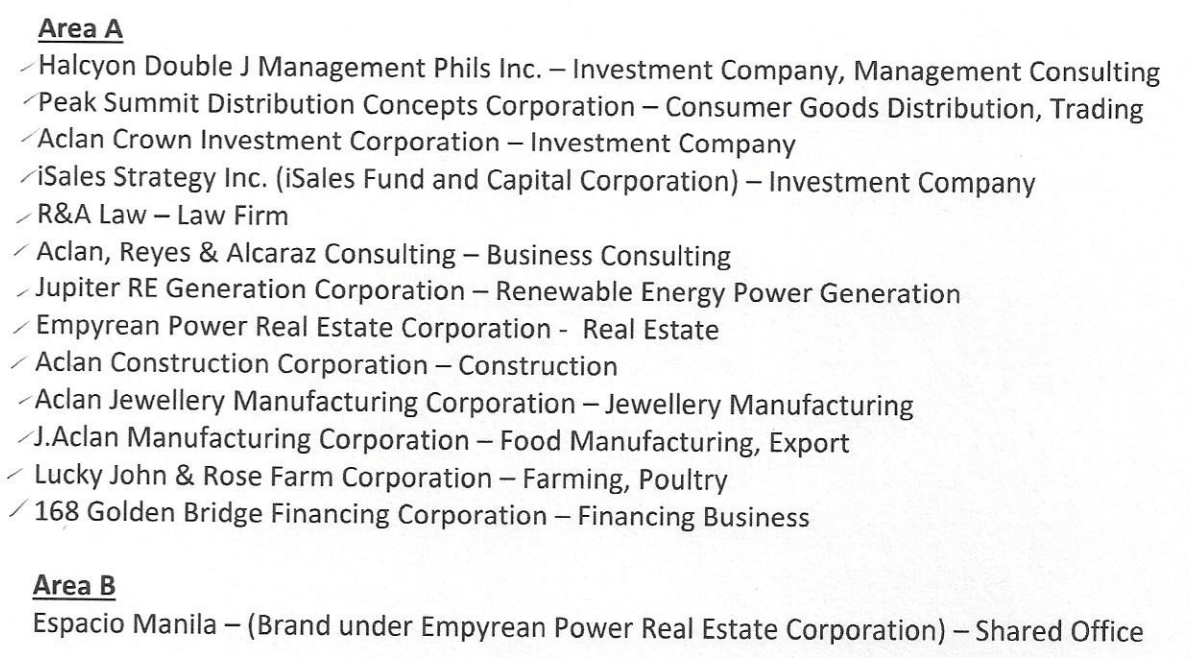 Area A
Halcyon Double J Management Phils Inc. – Investment Company, Management Consulting
Peak Summit Distribution Concepts Corporation – Consumer Goods Distribution, Trading
Aclan Crown Investment Corporation – Investment Company
iSales Strategy Inc. (iSales Fund and Capital Corporation) – Investment Company
R&A Law – Law Firm
Aclan, Reyes & Alcaraz Consulting – Business Consulting
Jupiter RE Generation Corporation – Renewable Energy Power Generation
Empyrean Power Real Estate Corporation -  Real Estate
Aclan Construction Corporation – Construction
Aclan Jewellery Manufacturing Corporation – Jewellery Manufacturing
J.Aclan Manufacturing Corporation – Food Manufacturing, Export
Lucky John & Rose Farm Corporation – Farming, Poultry
168 Golden Bridge Financing Corporation – Financing Business
Area B
Espacio Manila – (Brand under Empyrean Power Real Estate Corporation) – Shared Office